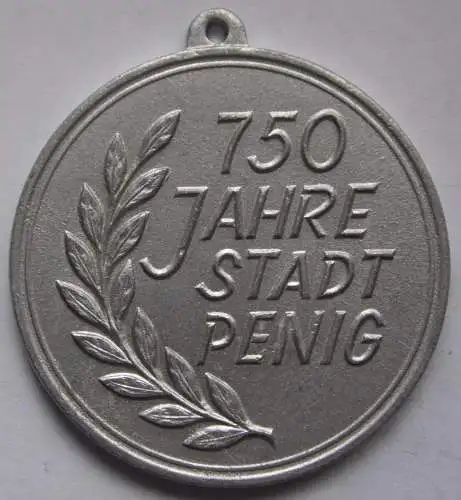 750
JAHRE
STADT
PENIG